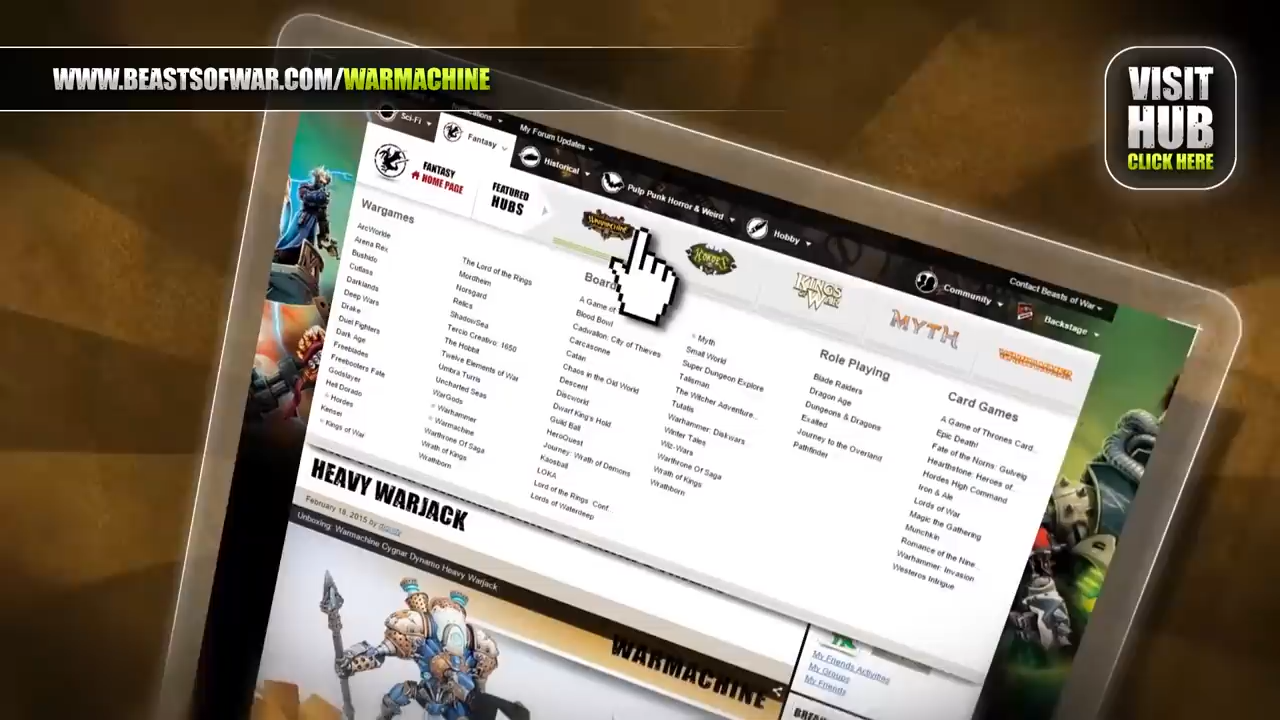 WWW.BEASTSOFWAR.COM/WARMACHINE
VISIT
HUB
CLICK HERE
Notifications
My Forum Updates
Sci-Fi
Fantasy
Historical
Pulp Punk Horror & Weird
Hobby
Community
Contact Beasts of War
Backstage
FANTASY
HOME PAGE
FEATURED
HUBS
WARMACHINE
HORDES
KINGS
OF WAR
MYTH
WARHAMMER
Wargames
ArcWorlde
Arena Rex
Bushido
Cutlass
Darklands
Deep Wars
Drake
Duel Fighters
Dark Age
Freeblades
Freebooters Fate
Godslayer
Hell Dorado
Hordes
Kensei
Kings of War
The Lord of the Rings
Mordheim
Norsgard
Relics
ShadowSea
Tercio Creativo: 1650
The Hobbit
Twelve Elements of War
Umbra Turris
Uncharted Seas
WarGods
Warhammer
Warmachine
Warthrone Of Saga
Wrath of Kings
Wrathborn
Board
A Game of
Blood Bowl
Cadwallon: City of Thieves
Carcasonne
Catan
Chaos in the Old World
Descent
Discworld
Dwarf King's Hold
Guild Ball
HeroQuest
Journey: Wrath of Demons
Kaosball
LOKA
Lord of the Rings: Conf...
Lords of Waterdeep
Myth
Small World
Super Dungeon Explore
Talisman
The Witcher Adventure...
Tutatis
Warhammer: Diskwars
Winter Tales
Wiz-Wars
Warthrone Of Saga
Wrath of Kings
Wrathborn
Role Playing
Blade Raiders
Dragon Age
Dungeons & Dragons
Exalted
Journey to the Overland
Pathfinder
Card Games
A Game of Thrones Card...
Epic Death!
Fate of the Norns: Gulveig
Hearthstone: Heroes of...
Hordes High Command
Iron & Ale
Lords of War
Magic the Gathering
Munchkin
Romance of the Nine...
Warhammer: Invasion
Westeros Intrigue
HEAVY WARJACK
February 18, 2015 by
Unboxing: Warmachine Cygnar Dynamo Heavy Warjack
WARMACHINE
My Friends Activities
My Groups
My Friends